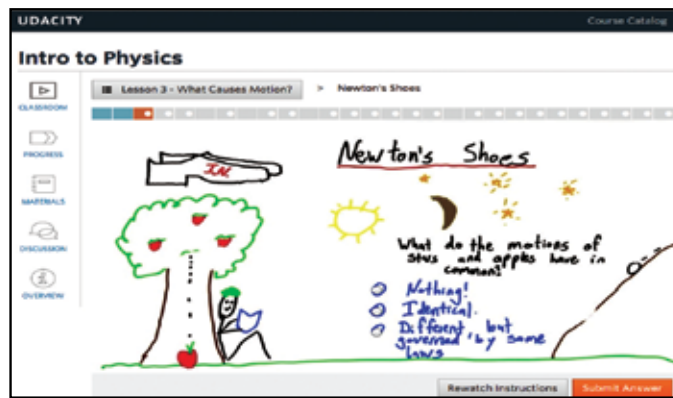 UDACITY
Course Catalog
Intro to Physics
Lesson 3 - What Causes Motion? > Newton's Shoes
CLASSROOM
PROGRESS
MATERIALS
DISCUSSION
OVERVIEW
I.N.
Newton's Shoes
What do the motions of
stars and apples have in
common?
Nothing!
Identical.
Different, but
governed by same
laws
Rewatch Instructions
Submit Answer